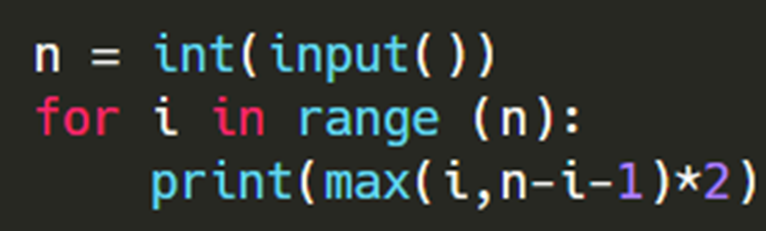 n = int(input())
for i in range (n):
    print(max(i,n-i-1)*2)